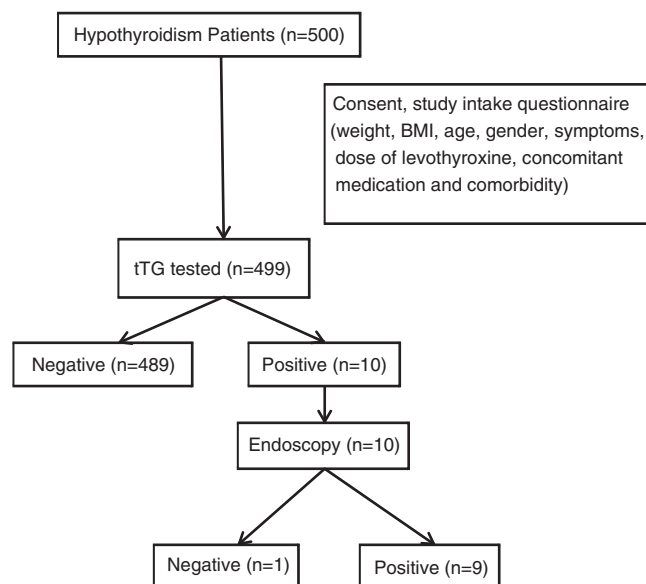 Hypothyroidism Patients (n=500)
Consent, study intake questionnaire
(weight, BMI, age, gender, symptoms,
dose of levothyroxine, concomitant
medication and comorbidity)
tTG tested (n=499)
Negative (n=489)
Positive (n=10)
Endoscopy (n=10)
Negative (n=1)
Positive (n=9)